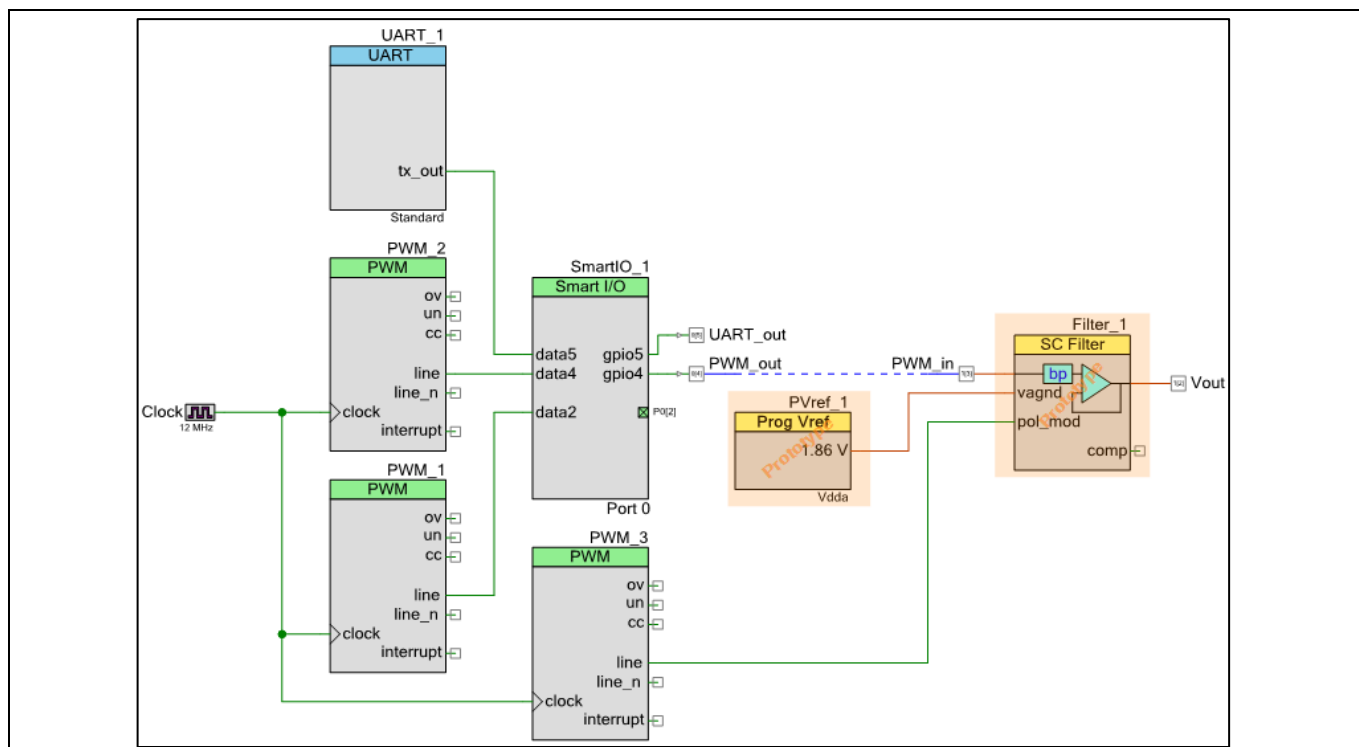 UART_1
UART
tx_out
Standard
PWM_2
PWM
ov
un
cc
line
line_n
clock
interrupt
Clock
12 MHz
PWM_1
PWM
ov
un
cc
line
line_n
clock
interrupt
SmartIO_1
Smart I/O
data5 gpio5
data4 gpio4
data2
P0[2]
Port 0
UART_out
PWM_out
PWM_in
PVref_1
Prog Vref
1.86 V
Prototype
Vdda
PWM_3
PWM
ov
un
cc
line
line_n
clock
interrupt
Filter_1
SC Filter
bp
vagnd
pol_mod
Prototype
comp
Vout